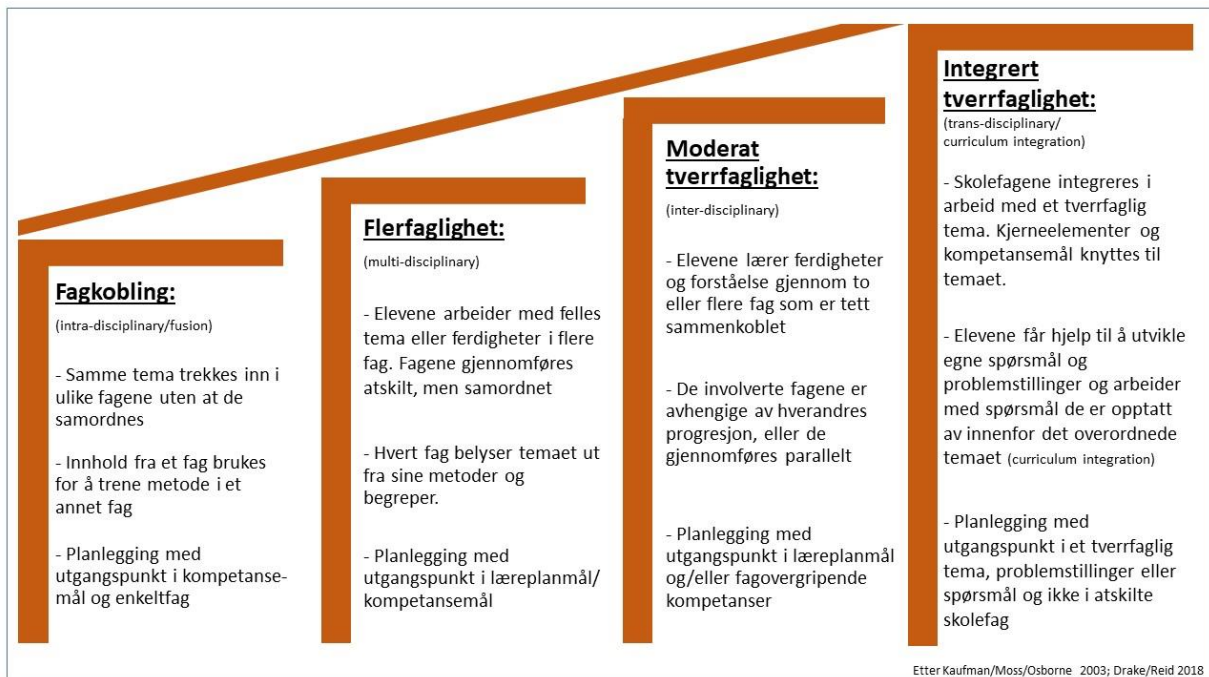 Fagkobling:
(intra-disciplinary/fusion)
- Samme tema trekkes inn i
ulike fagene uten at de
samordnes
- Innhold fra et fag brukes
for å trene metode i et
annet fag
- Planlegging med
utgangspunkt i kompetanse-
mål og enkeltfag
Flerfaglighet:
(multi-disciplinary)
- Elevene arbeider med felles
tema eller ferdigheter i flere
fag. Fagene gjennomføres
atskilt, men samordnet
- Hvert fag belyser temaet ut
fra sine metoder og
begreper.
- Planlegging med
utgangspunkt i læreplanmål/
kompetansemål
Moderat
tverrfaglighet:
(inter-disciplinary)
- Elevene lærer ferdigheter
og forståelse gjennom to
eller flere fag som er tett
sammenkoblet
- De involverte fagene er
avhengige av hverandres
progresjon, eller de
gjennomføres parallelt
- Planlegging med
utgangspunkt i læreplanmål
og/eller fagovergripende
kompetanser
Integrert
tverrfaglighet:
(trans-disciplinary/
curriculum integration)
- Skolefagene integreres i
arbeid med et tverrfaglig
tema. Kjerneelementer og
kompetansemål knyttes til
temaet.
- Elevene får hjelp til å utvikle
egne spørsmål og
problemstillinger og arbeider
med spørsmål de er opptatt
av innenfor det overordnede
temaet (curriculum integration)
- Planlegging med
utgangspunkt i et tverrfaglig
tema, problemstillinger eller
spørsmål og ikke i atskilte
skolefag
Etter Kaufman/Moss/Osborne 2003; Drake/Reid 2018